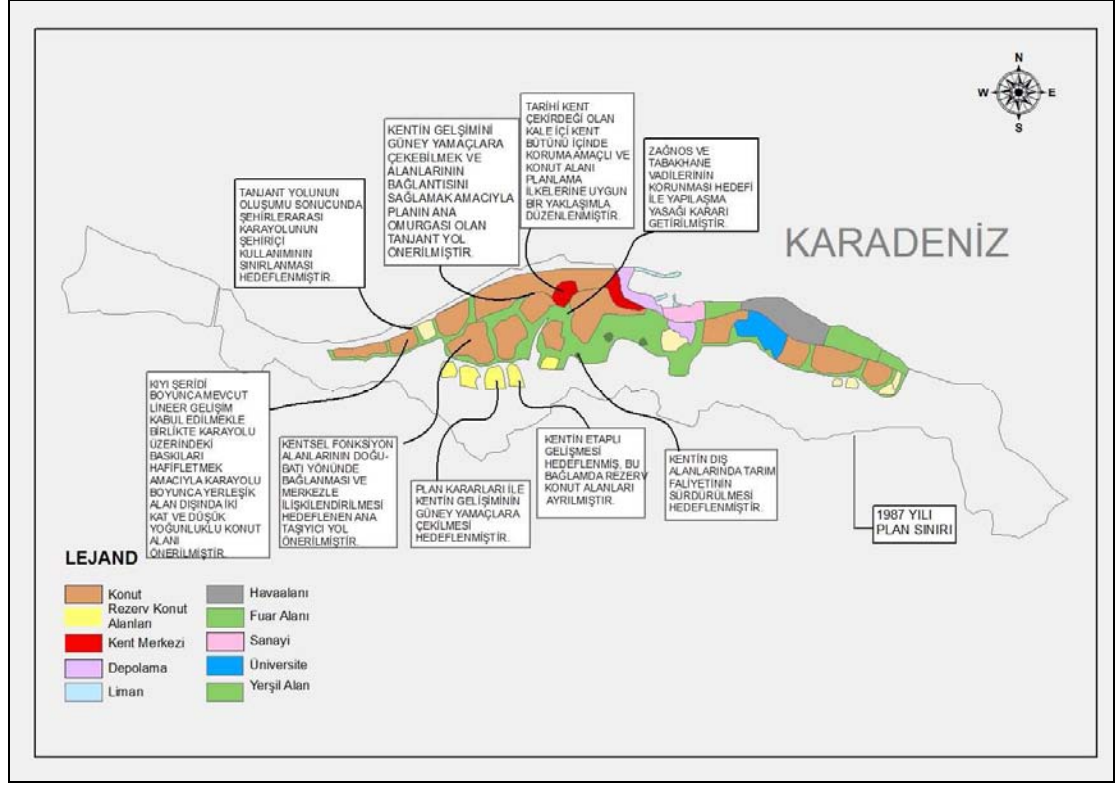 N
W
E
S
TARİHİ KENT
ÇEKİRDEĞİ OLAN
KALE İÇİ KENT
BÜTÜNÜ İÇİNDE
KORUMA AMAÇLI VE
KONUT ALANI
PLANLAMA
İLKELERİNE UYGUN
BİR YAKLAŞIMLA
DÜZENLENMİŞTİR.
KENTİN GELŞİMİNİ
GÜNEY YAMAÇLARA
ÇEKEBİLMEK VE
ALANLARININ
BAĞLANTISINI
SAĞLAMAK AMACIYLA
PLANIN ANA
OMURGASI OLAN
TANJANT YOL
ÖNERİLMİŞTİR.
ZAĞNOS VE
TABAKHANE
VADİLERİNİN
KORUNMASI HEDEFİ
İLE YAPILAŞMA
YASAĞI KARARI
GETİRİLMİŞTİR.
TANJANT YOLUNUN
OLUŞUMU SONUCUNDA
ŞEHİRLERARASI
KARAYOLUNUN
ŞEHİRİÇİ
KULLANIMININ
SINIRLANMASI
HEDEFLENMİŞTİR.
KARADENİZ
KIYI ŞERİDİ
BOYUNCA MEVCUT
LİNEER GELİŞİM
KABUL EDİLMEKLE
BİRLİKTE KARAYOLU
ÜZERİNDEKİ
BASKILARI
HAFİFLETMEK
AMACIYLA KARAYOLU
BOYUNCA YERLEŞİK
ALAN DIŞINDA İKİ
KAT VE DÜŞÜK
YOĞUNLUKLU KONUT
ALANI
ÖNERİLMİŞTİR.
KENTSEL FONKSİYON
ALANLARININ DOĞU-
BATI YÖNÜNDE
BAĞLANMASI VE
MERKEZLE
İLİŞKİLENDİRİLMESİ
HEDEFLENEN ANA
TAŞIYICI YOL
ÖNERİLMİŞTİR.
PLAN KARARLARI İLE
KENTİN GELİŞİMİNİN
GÜNEY YAMAÇLARA
ÇEKİLMESİ
HEDEFLENMİŞTİR.
KENTİN ETAPLI
GELİŞMESİ
HEDEFLENMİŞ, BU
BAĞLAMDA REZERV
KONUT ALANLARI
AYRILMIŞTIR.
KENTİN DIŞ
ALANLARINDA TARIM
FALİYETİNİN
SÜRDÜRÜLMESİ
HEDEFLENMİŞTİR.
1987 YILI
PLAN SINIRI
LEJAND
Konut
Rezerv Konut
Alanları
Kent Merkezi
Depolama
Liman
Havaalanı
Fuar Alanı
Sanayi
Üniversite
Yerşil Alan